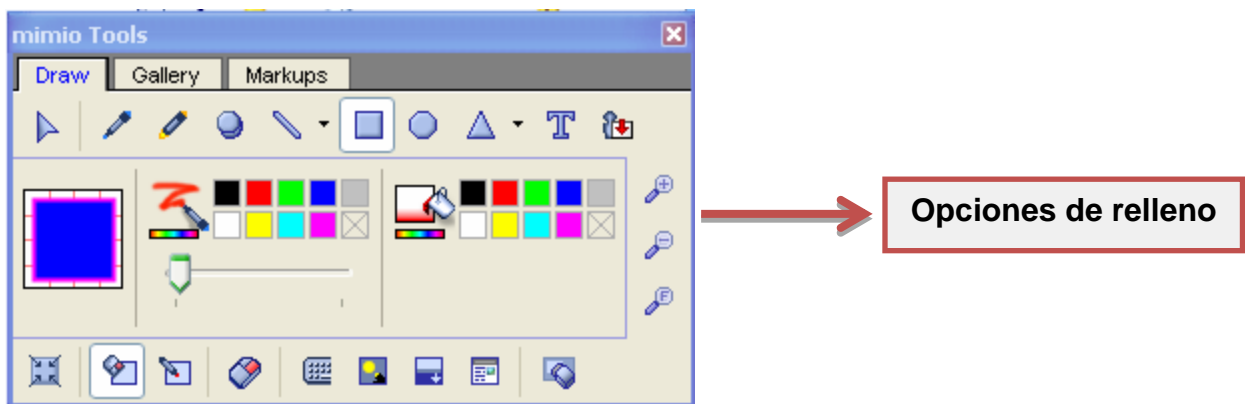 mimio Tools
Draw Gallery Markups
T
F
Opciones de relleno